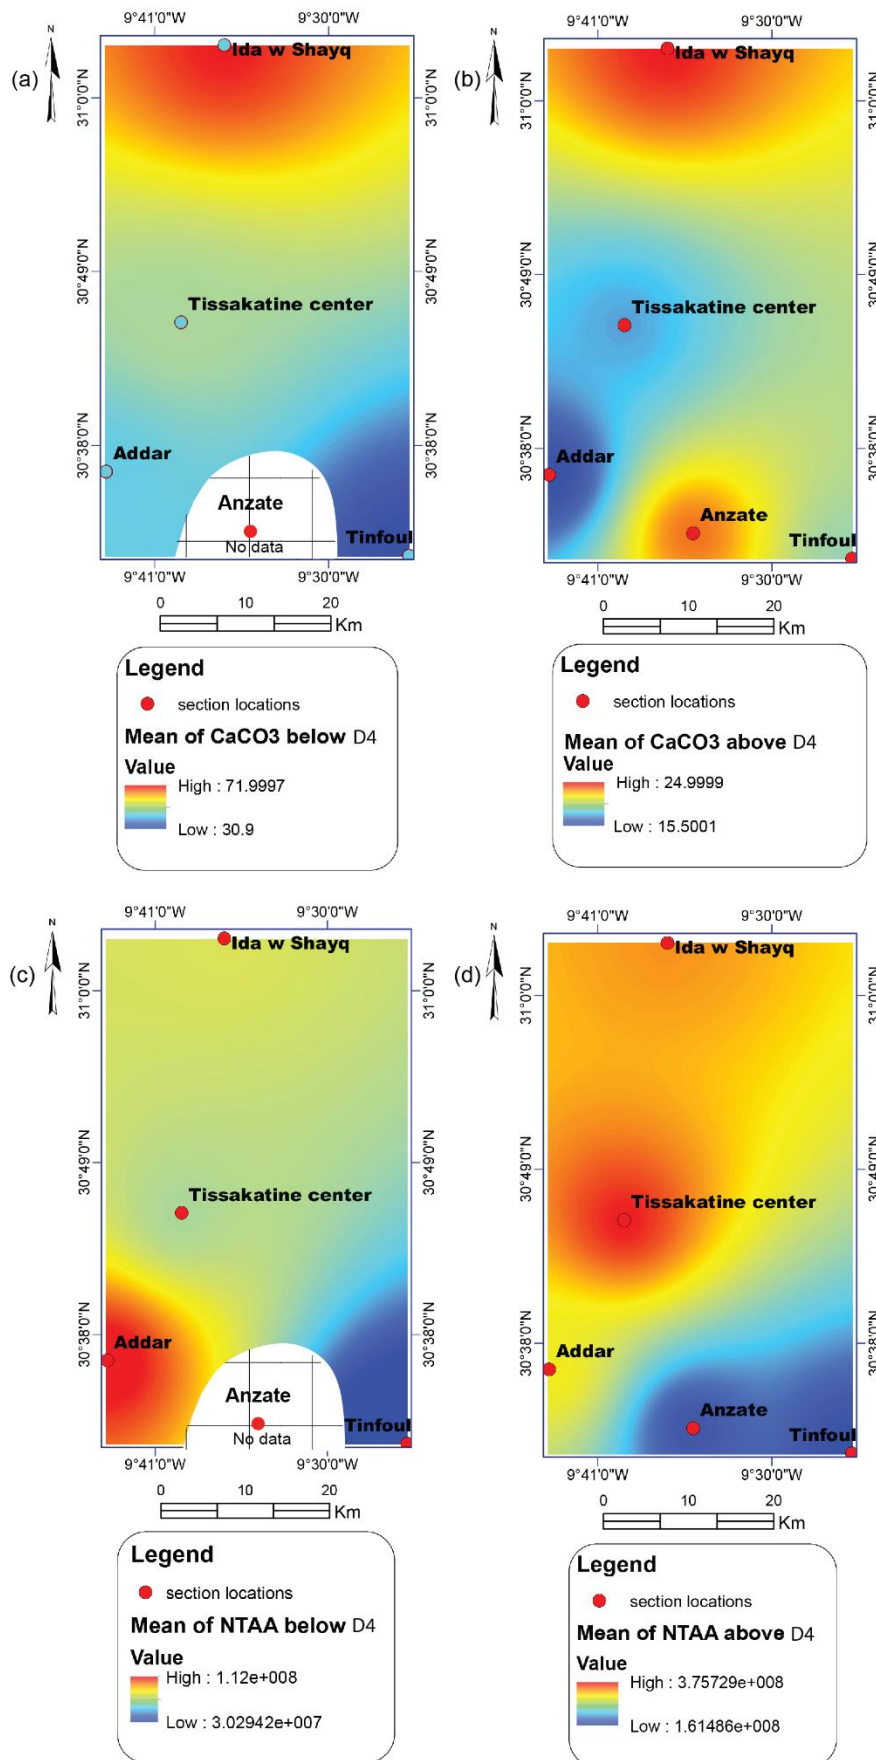 (a)
N
9°41'0"W 9°30'0"W
Ida w Shayq
31°0'0"N 31°0'0"N
30°49'0"N 30°49'0"N
Tissakatine center
30°38'0"N
Addar
Anzate
Tinfoul
No data
9°41'0"W 9°30'0"W
0 10 20
Km
Legend
section locations
Mean of CaCO3 below D4
Value
High : 71.9997
Low : 30.9
(b)
N
9°41'0"W 9°30'0"W
Ida w Shayq
31°0'0"N 31°0'0"N
30°49'0"N 30°49'0"N
Tissakatine center
30°38'0"N 30°38'0"N
Addar
Anzate
Tinfoul
9°41'0"W 9°30'0"W
0 10 20
Km
Legend
section locations
Mean of CaCO3 above D4
Value
High : 24.9999
Low : 15.5001
(c)
N
9°41'0"W 9°30'0"W
Ida w Shayq
31°0'0"N
30°49'0"N
Tissakatine center
30°38'0"N
Addar
Anzate
Tinfoul
No data
9°41'0"W 9°30'0"W
0 10 20
Km
Legend
section locations
Mean of NTAA below D4
Value
High : 1.12e+008
Low : 3.02942e+007
(d)
N
9°41'0"W 9°30'0"W
Ida w Shayq
31°0'0"N 31°0'0"N
30°49'0"N 30°49'0"N
Tissakatine center
30°38'0"N 30°38'0"N
Addar
Anzate
Tinfoul
9°41'0"W 9°30'0"W
0 10 20
Km
Legend
section locations
Mean of NTAA above D4
Value
High : 3.75729e+008
Low : 1.61486e+008